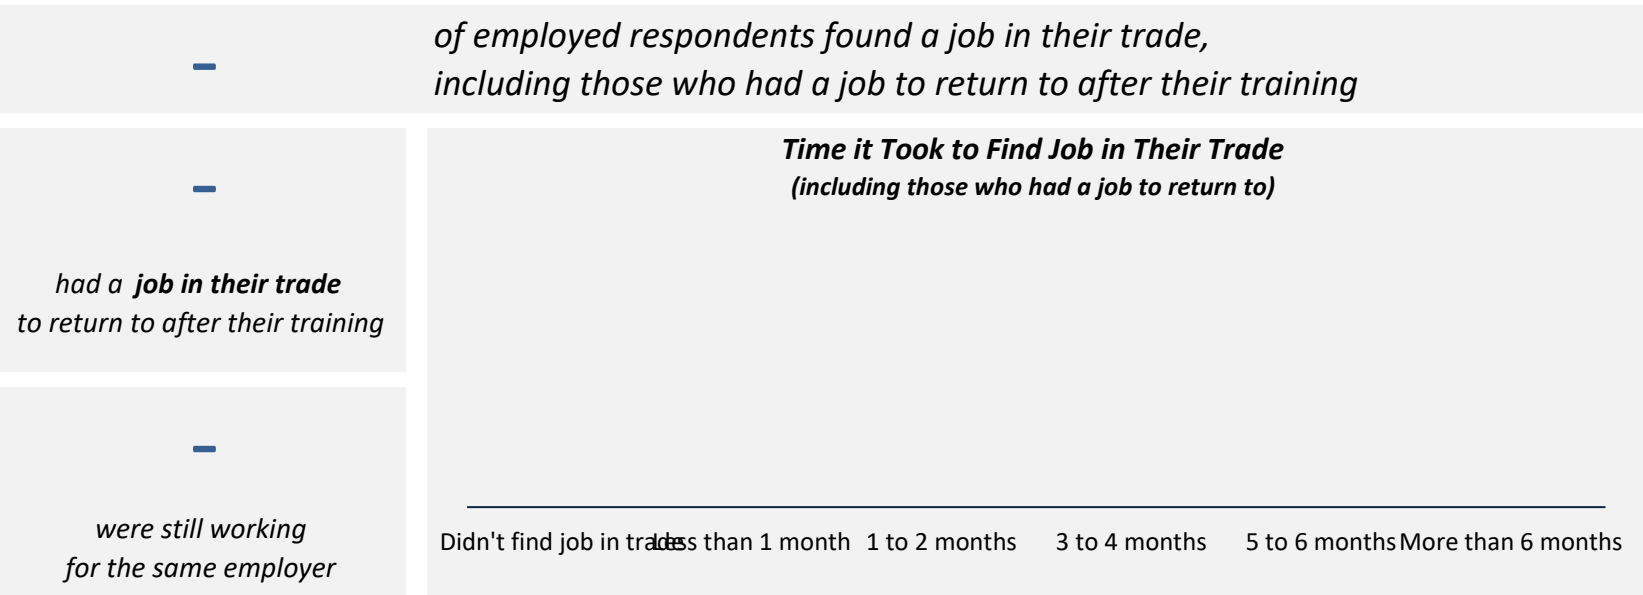 –
of employed respondents found a job in their trade,
including those who had a job to return to after their training
–
had a job in their trade
to return to after their training
–
were still working
for the same employer
Time it Took to Find Job in Their Trade
(including those who had a job to return to)
Didn't find job in trade Less than 1 month 1 to 2 months 3 to 4 months 5 to 6 months More than 6 months